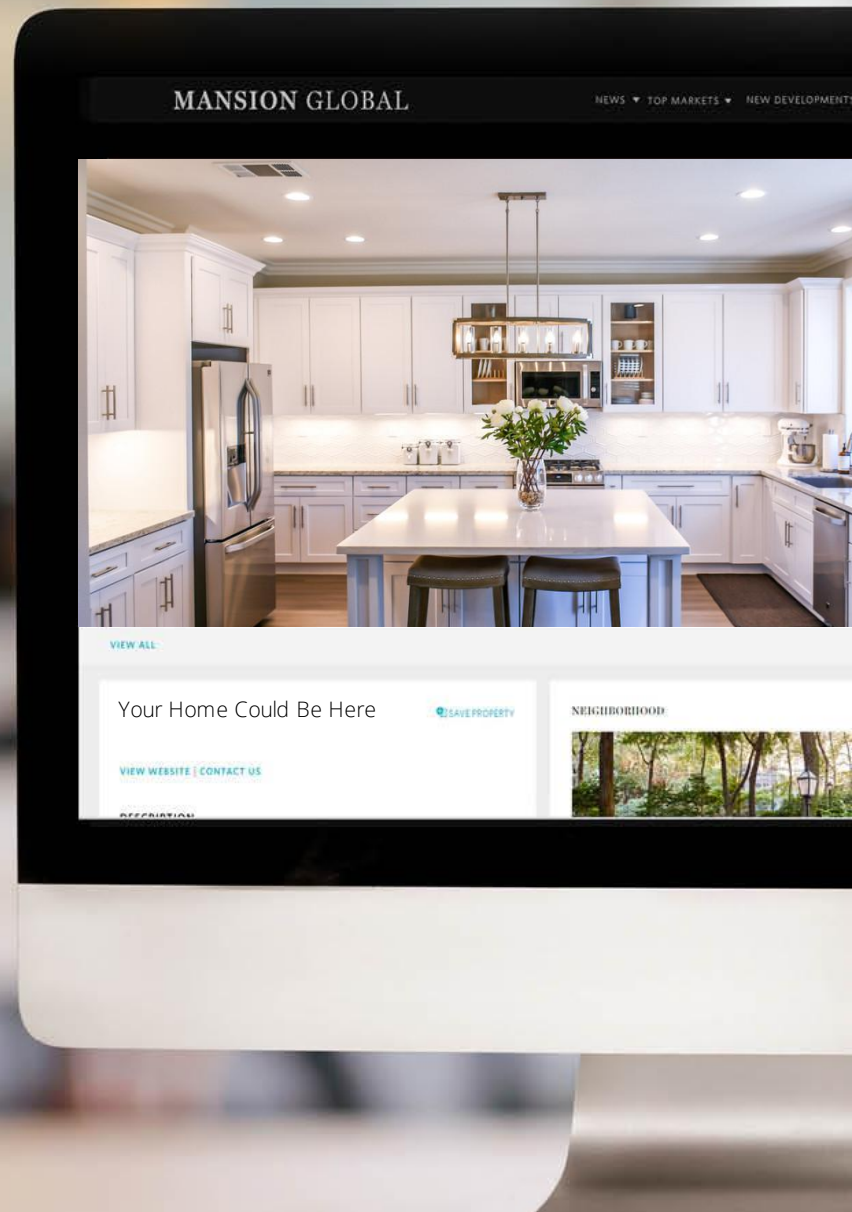 MANSION GLOBAL
NEWS ▼ TOP MARKETS ▼ NEW DEVELOPMENTS
VIEW ALL
Your Home Could Be Here
SAVE PROPERTY
NEIGHBORHOOD
VIEW WEBSITE | CONTACT US
DESCRIPTION